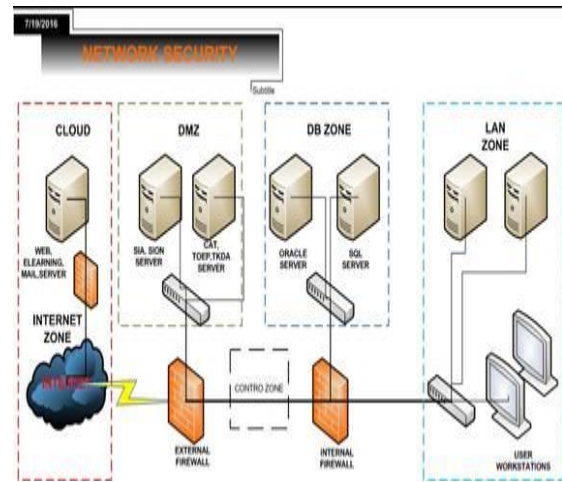 7/19/2016
NETWORK SECURITY
Subtitle
CLOUD
WEB,
ELEARNING,
MAIL,SERVER
INTERNET
ZONE
INTERNET
DMZ
SIA, SION
SERVER
CAT,
TOEP,TKDA
SERVER
DB ZONE
ORACLE
SERVER
SQL
SERVER
LAN
ZONE
CONTRO ZONE
EXTERNAL
FIREWALL
INTERNAL
FIREWALL
USER
WORKSTATIONS